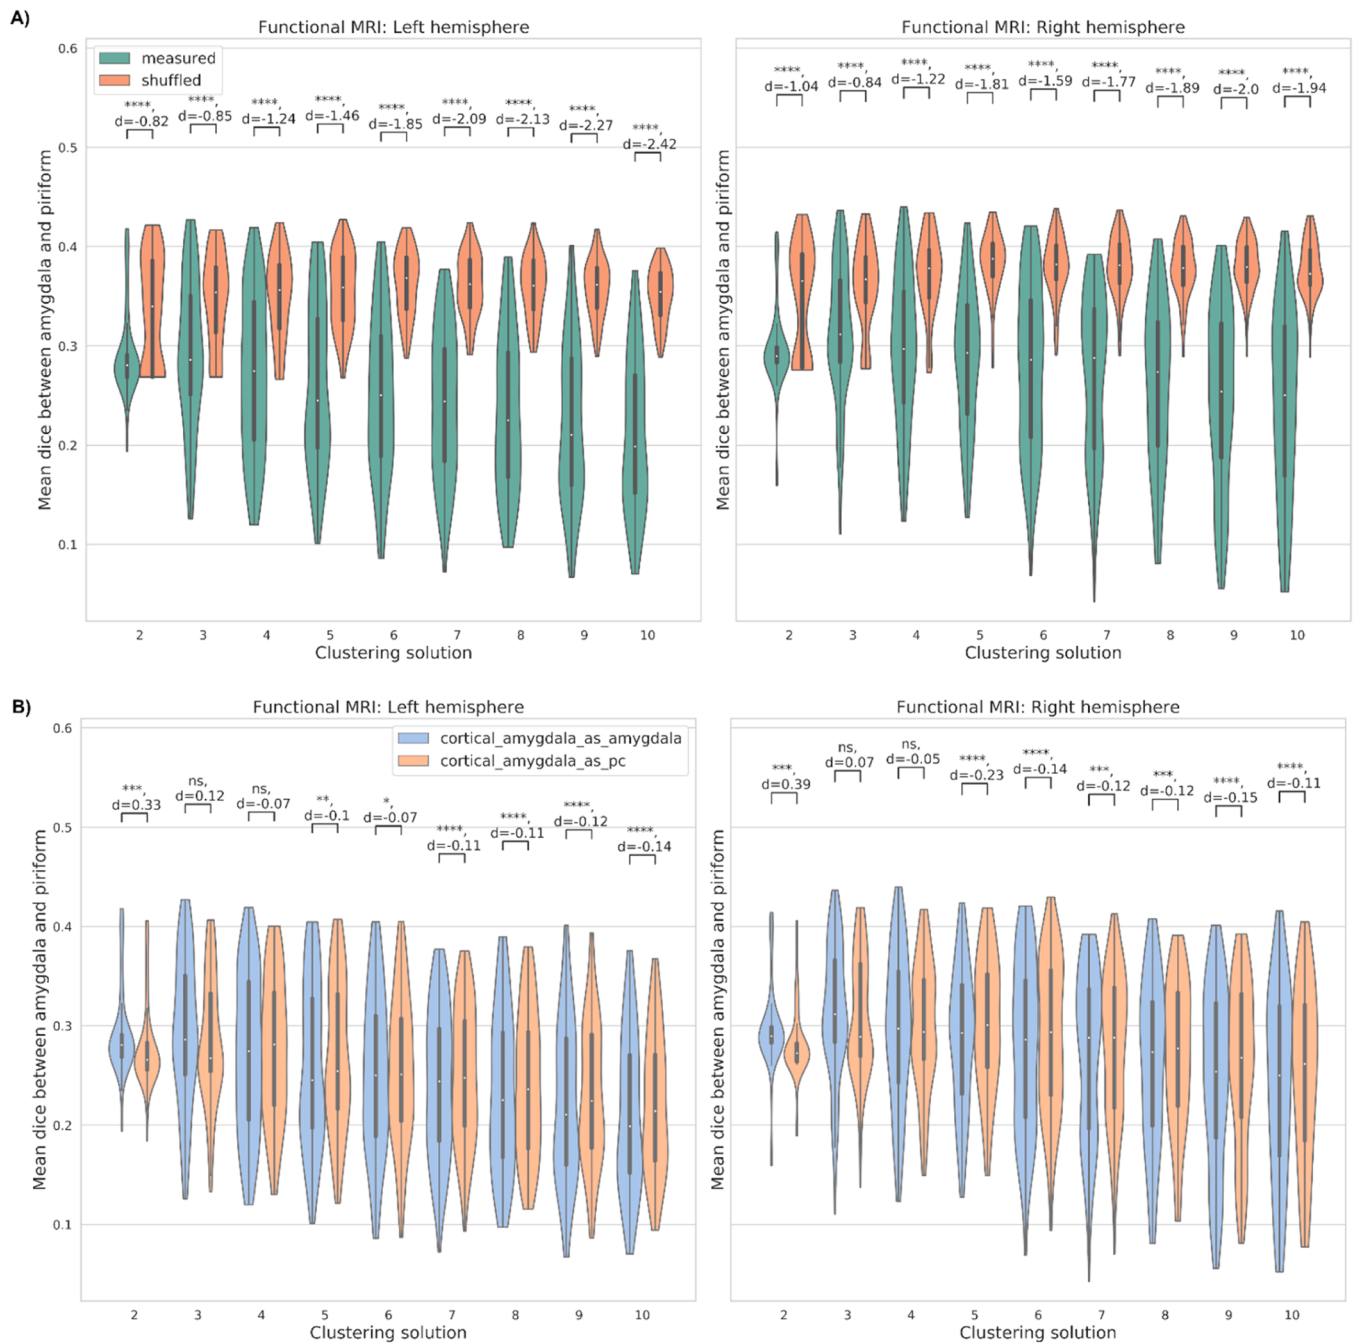 A)
Functional MRI: Left hemisphere
measured
shuffled
Mean dice between amygdala and piriform
0.6
0.5
0.4
0.3
0.2
0.1
****,
d=-0.82
****,
d=-0.85
****,
d=-1.24
****,
d=-1.46
****,
d=-1.85
****,
d=-2.09
****,
d=-2.13
****,
d=-2.27
****,
d=-2.42
2 3 4 5 6 7 8 9 10
Clustering solution
Functional MRI: Right hemisphere
Mean dice between amygdala and piriform
****,
d=-1.04
****,
d=-0.84
****,
d=-1.22
****,
d=-1.81
****,
d=-1.59
****,
d=-1.77
****,
d=-1.89
****,
d=-2.0
****,
d=-1.94
2 3 4 5 6 7 8 9 10
Clustering solution
B)
Functional MRI: Left hemisphere
cortical_amygdala_as_amygdala
cortical_amygdala_as_pc
Mean dice between amygdala and piriform
0.6
0.5
0.4
0.3
0.2
0.1
***,
d=0.33
ns,
d=0.12
ns,
d=-0.07
**,
d=-0.1
*,
d=-0.07
****,
d=-0.11
****,
d=-0.11
****,
d=-0.12
****,
d=-0.14
2 3 4 5 6 7 8 9 10
Clustering solution
Functional MRI: Right hemisphere
Mean dice between amygdala and piriform
***,
d=0.39
ns,
d=0.07
ns,
d=-0.05
****,
d=-0.23
****,
d=-0.14
***,
d=-0.12
***,
d=-0.12
****,
d=-0.15
****,
d=-0.11
2 3 4 5 6 7 8 9 10
Clustering solution